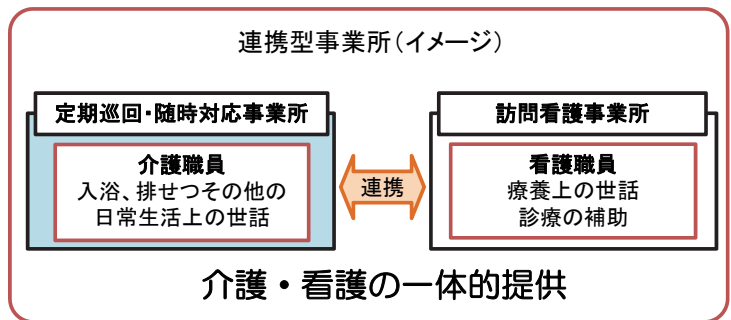 連携型事業所(イメージ)
定期巡回・随時対応事業所
介護職員
入浴、排せつその他の
日常生活上の世話
連携
訪問看護事業所
看護職員
療養上の世話
診療の補助
介護・看護の一体的提供